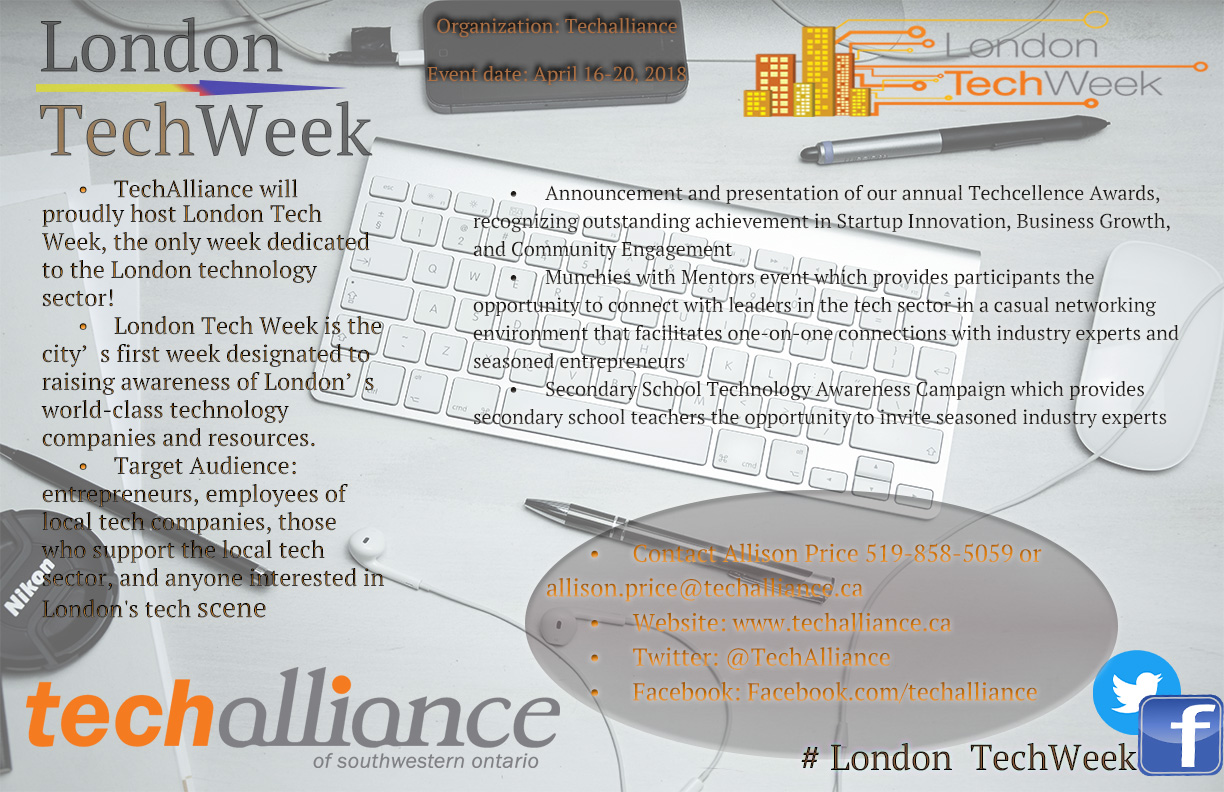 London
TechWeek
Organization: Techalliance
Event date: April 16-20, 2018
London
TechWeek
• TechAlliance will
proudly host London Tech
Week, the only week dedicated
to the London technology
sector!
• London Tech Week is the
city’s first week designated to
raising awareness of London’s
world-class technology
companies and resources.
• Target Audience:
entrepreneurs, employees of
local tech companies, those
who support the local tech
sector, and anyone interested in
London's tech scene
• Announcement and presentation of our annual Techcellence Awards,
recognizing outstanding achievement in Startup Innovation, Business Growth,
and Community Engagement
• Munchies with Mentors event which provides participants the
opportunity to connect with leaders in the tech sector in a casual networking
environment that facilitates one-on-one connections with industry experts and
seasoned entrepreneurs
• Secondary School Technology Awareness Campaign which provides
secondary school teachers the opportunity to invite seasoned industry experts
• Contact Allison Price 519-858-5059 or
allison.price@techalliance.ca
• Website: www.techalliance.ca
• Twitter: @TechAlliance
• Facebook: Facebook.com/techalliance
Nikon
techalliance
of southwestern ontario
# London TechWeek
f